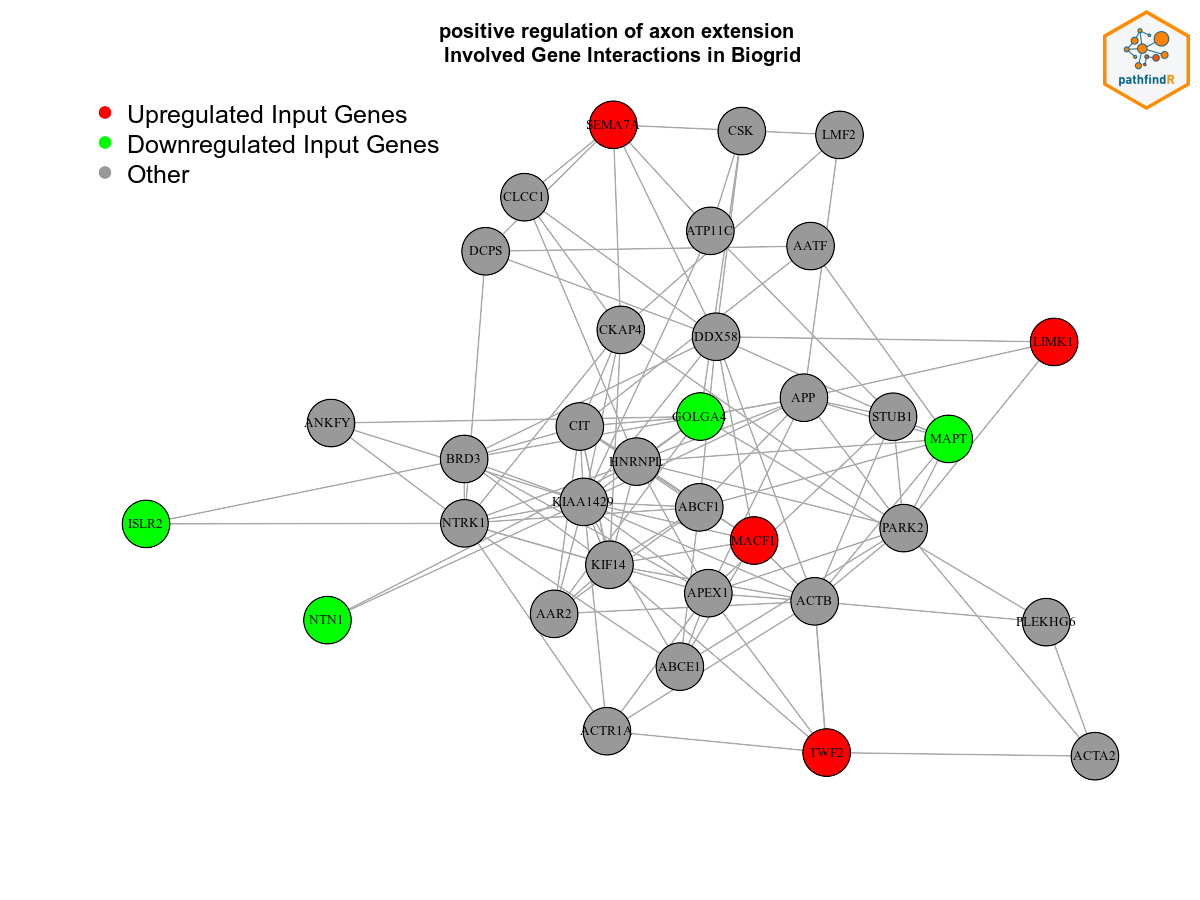 positive regulation of axon extension
Involved Gene Interactions in Biogrid
pathfindR
Upregulated Input Genes
Downregulated Input Genes
Other
SEMA7A
CSK
LMF2
CLCC1
ATP11C
DCPS
AATF
CKAP4
DDX58
LIMK1
APP
ANKFY
CIT
GOLGA4
STUB1
MAPT
BRD3
HNRNPL
KIAA1429
ABCF1
ISLR2
NTRK1
MACF1
PARK2
KIF14
NTN1
AAR2
APEX1
ACTB
PLEKHG6
ABCE1
ACTR1A
TWF2
ACTA2